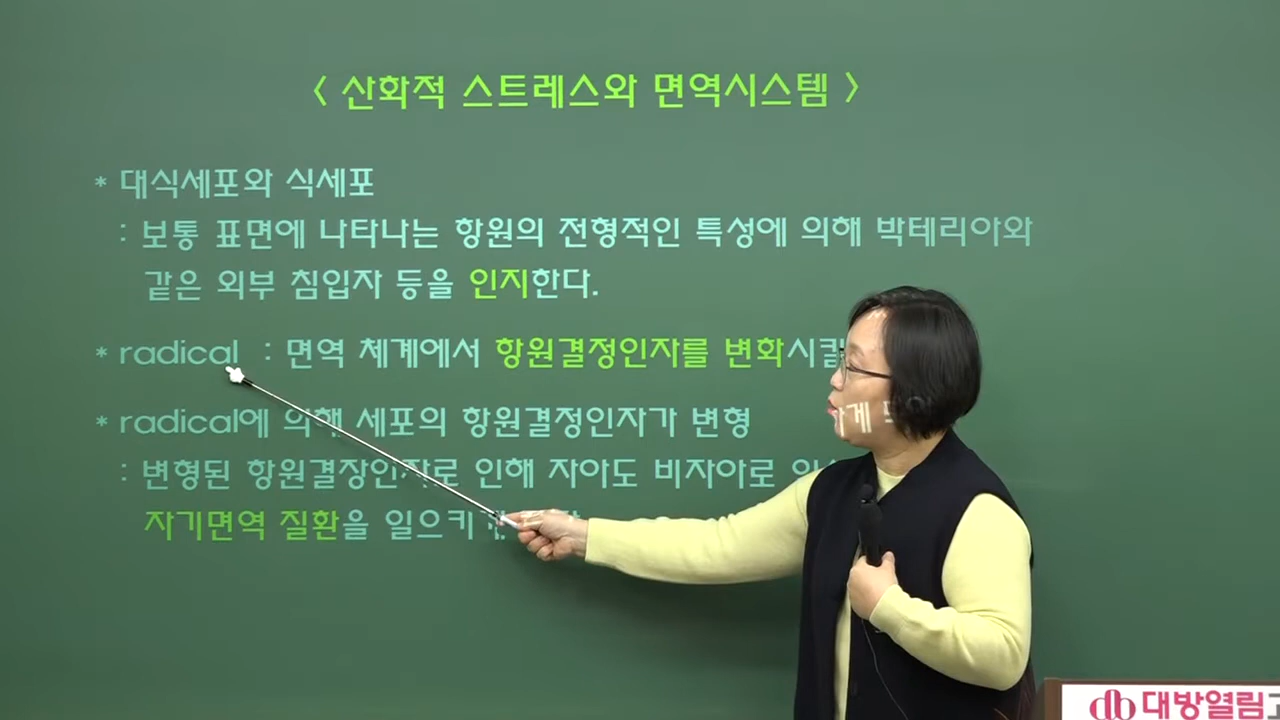 < 산화적 스트레스와 면역시스템 >
* 대식세포와 식세포
: 보통 표면에 나타나는 항원의 전형적인 특성에 의해 박테리아와
같은 외부 침입자 등을 인지한다.
* radical : 면역 체계에서 항원결정인자를 변화시킬
* radical에 의해 세포의 항원결정인자가 변형
: 변형된 항원결장인자로 인해 자아도 비자아로
자기면역 질환을 일으키게
대방열림고